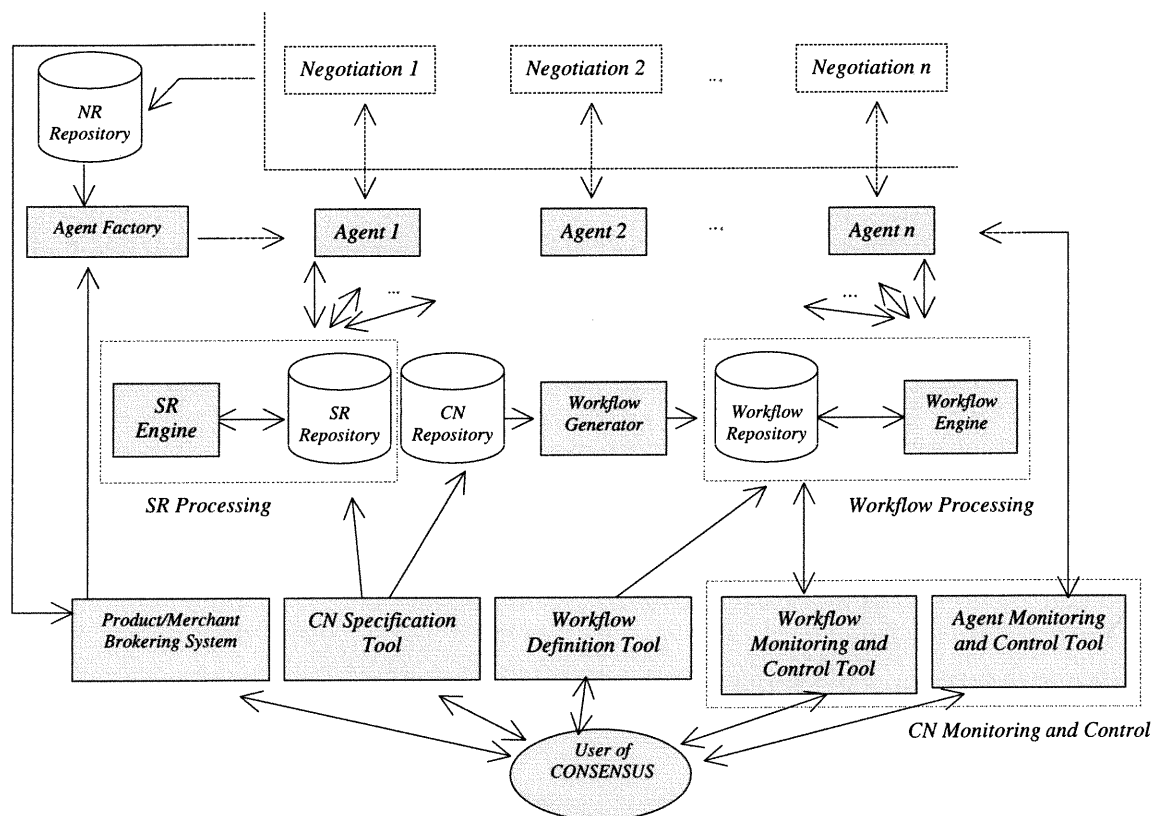 Negotiation 1
Negotiation 2
...
Negotiation n
NR
Repository
Agent Factory
Agent 1
Agent 2
...
Agent n
...
...
SR
Engine
SR
Repository
CN
Repository
Workflow
Generator
Workflow
Repository
Workflow
Engine
SR Processing
Workflow Processing
Product/Merchant
Brokering System
CN Specification
Tool
Workflow
Definition Tool
Workflow
Monitoring and
Control Tool
Agent Monitoring
and Control Tool
CN Monitoring and Control
User of
CONSENSUS